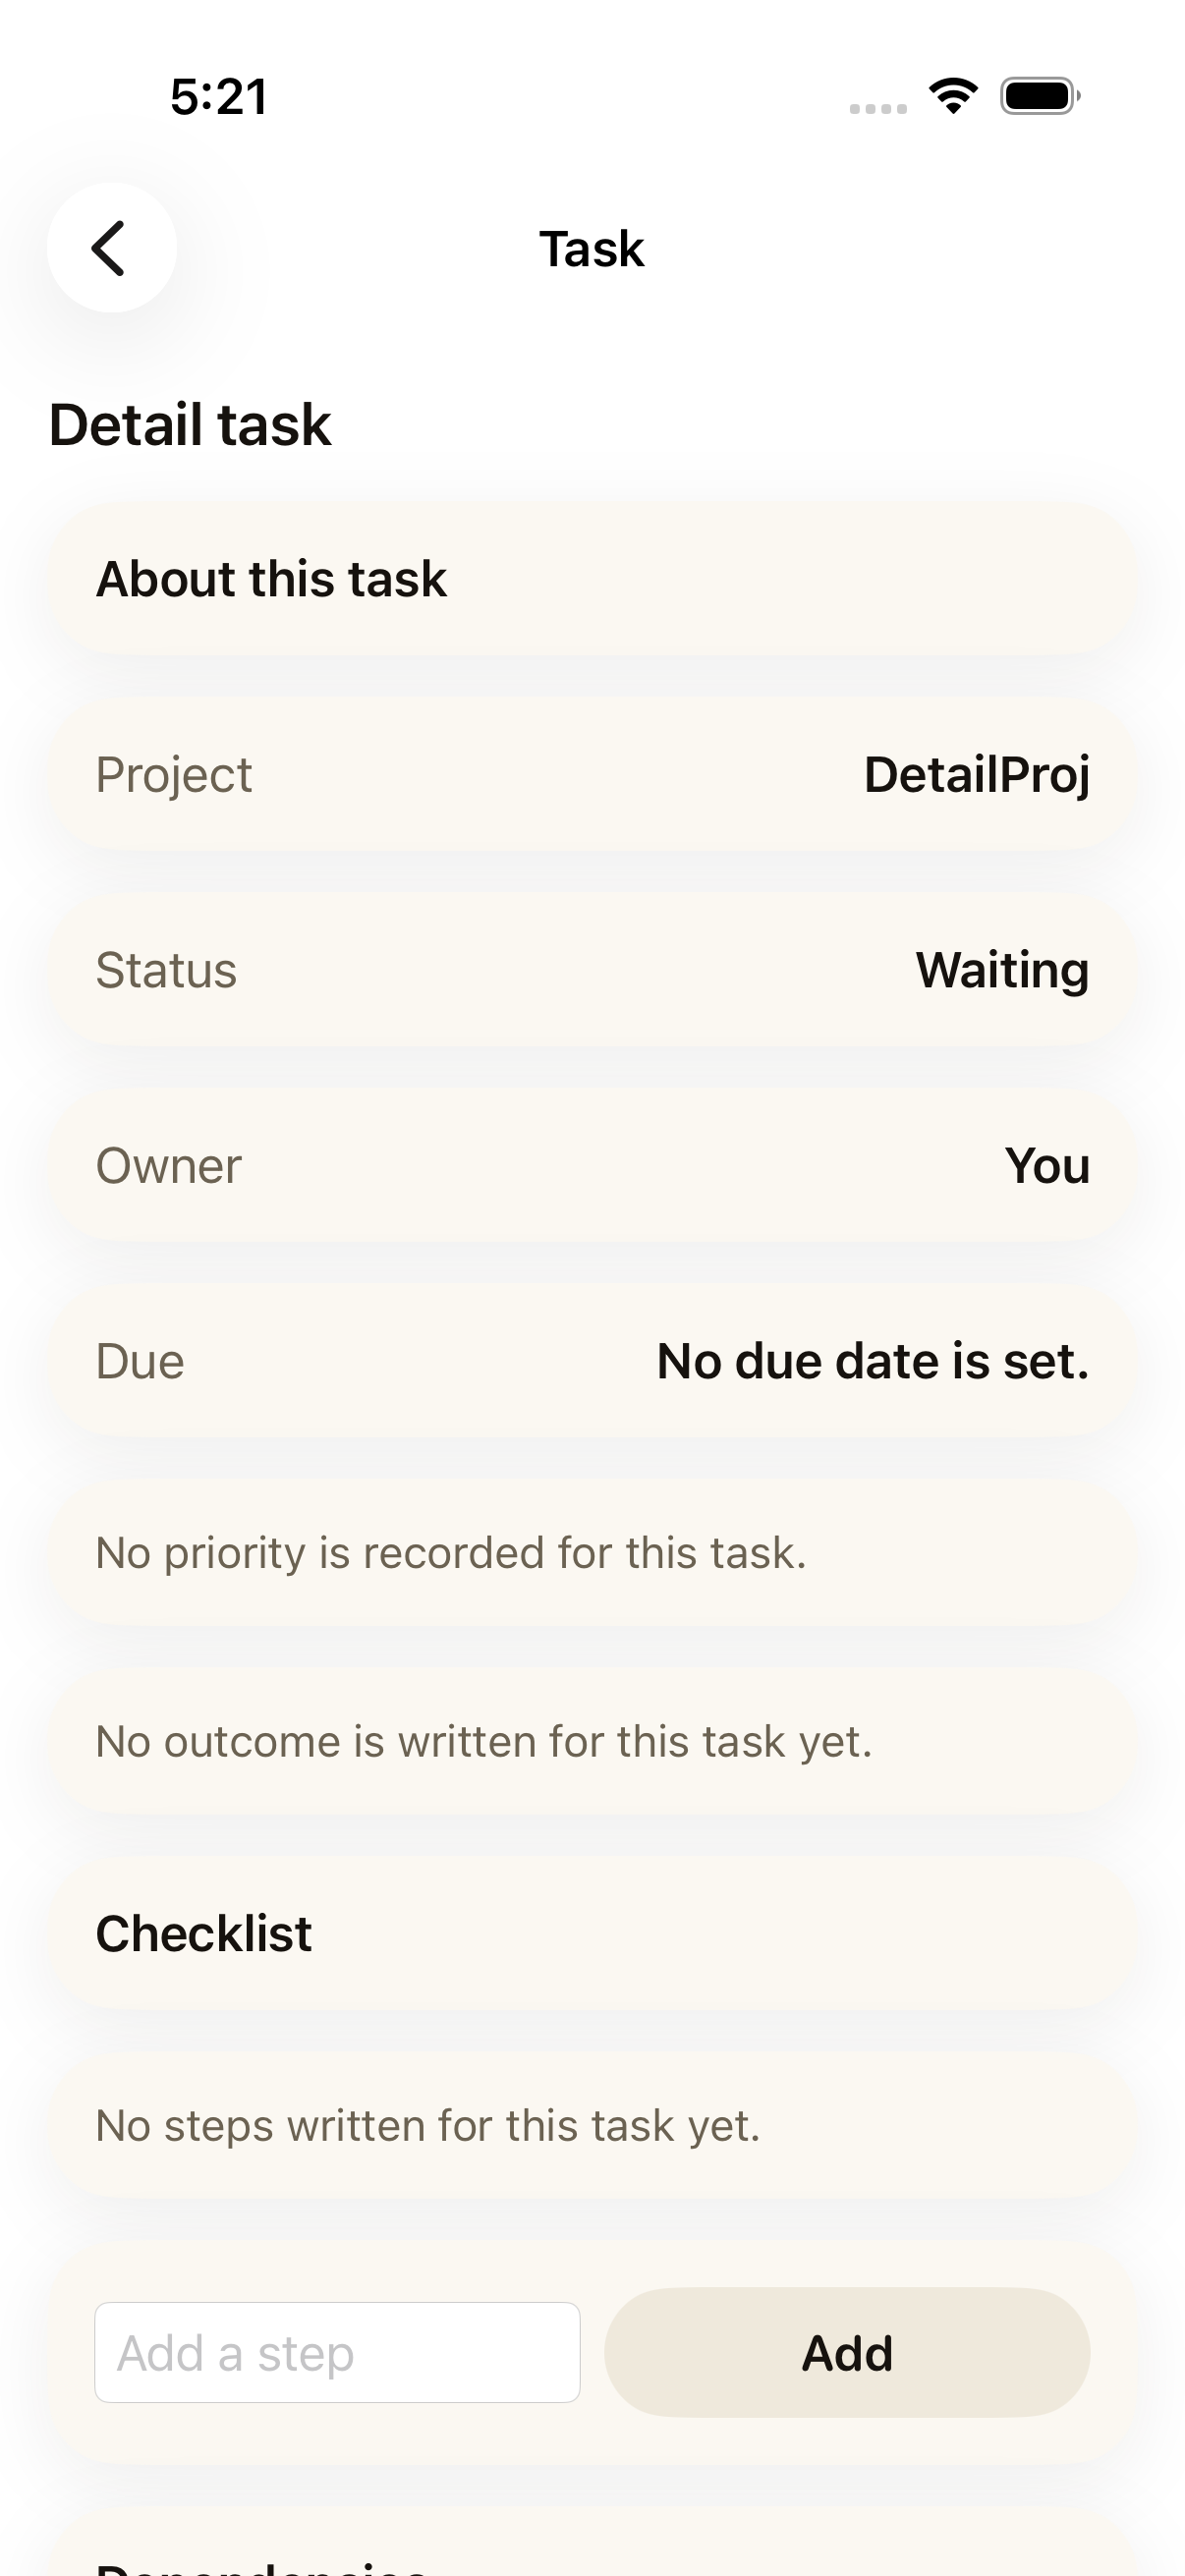 5:21
Task
Detail task
About this task
Project DetailProj
Status Waiting
Owner You
Due No due date is set.
No priority is recorded for this task.
No outcome is written for this task yet.
Checklist
No steps written for this task yet.
Add a step Add
Dependencies